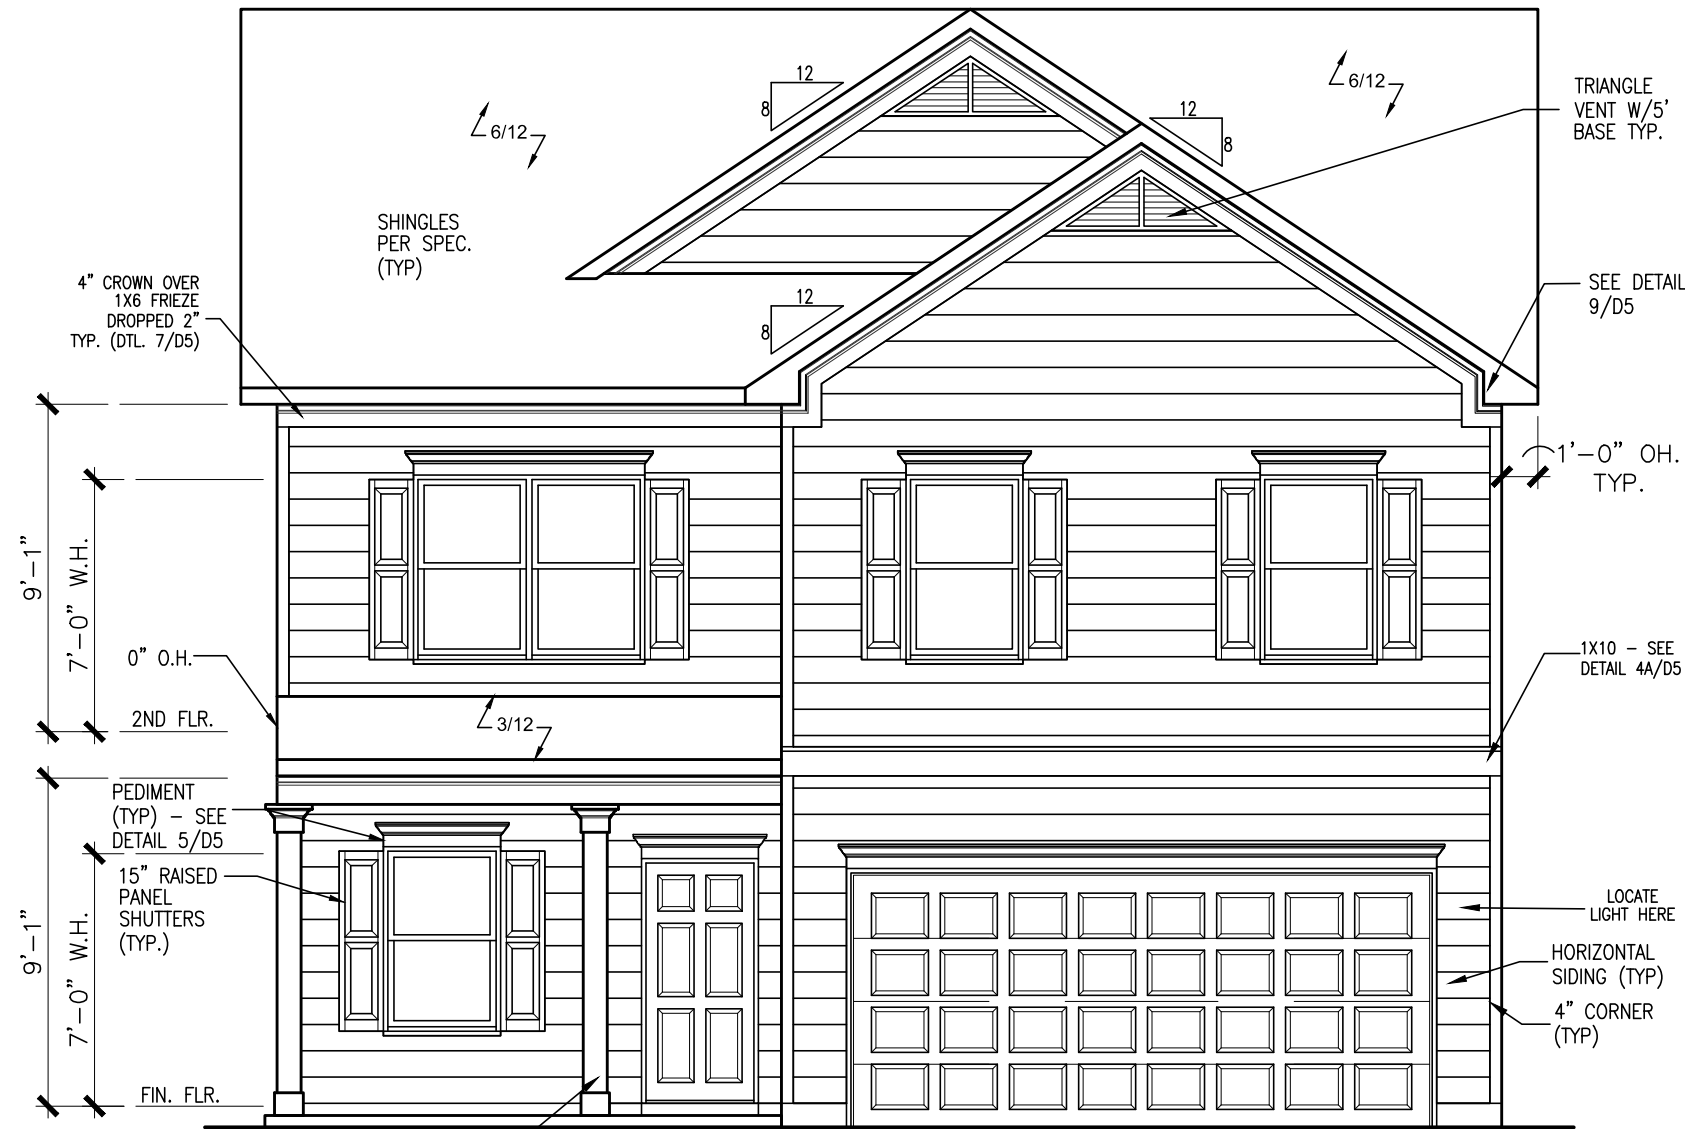 12
8
6/12
12
8
6/12
TRIANGLE
VENT W/5'
BASE TYP.
SHINGLES
PER SPEC.
(TYP)
4" CROWN OVER
1X6 FRIEZE
DROPPED 2"
TYP. (DTL. 7/D5)
12
8
SEE DETAIL
9/D5
1'-0" OH.
TYP.
9'-1"
7'-0" W.H.
0" O.H.
2ND FLR.
3/12
1X10 - SEE
DETAIL 4A/D5
PEDIMENT
(TYP) - SEE
DETAIL 5/D5
15" RAISED
PANEL
SHUTTERS
(TYP.)
9'-1"
7'-0" W.H.
FIN. FLR.
LOCATE
LIGHT HERE
HORIZONTAL
SIDING (TYP)
4" CORNER
(TYP)